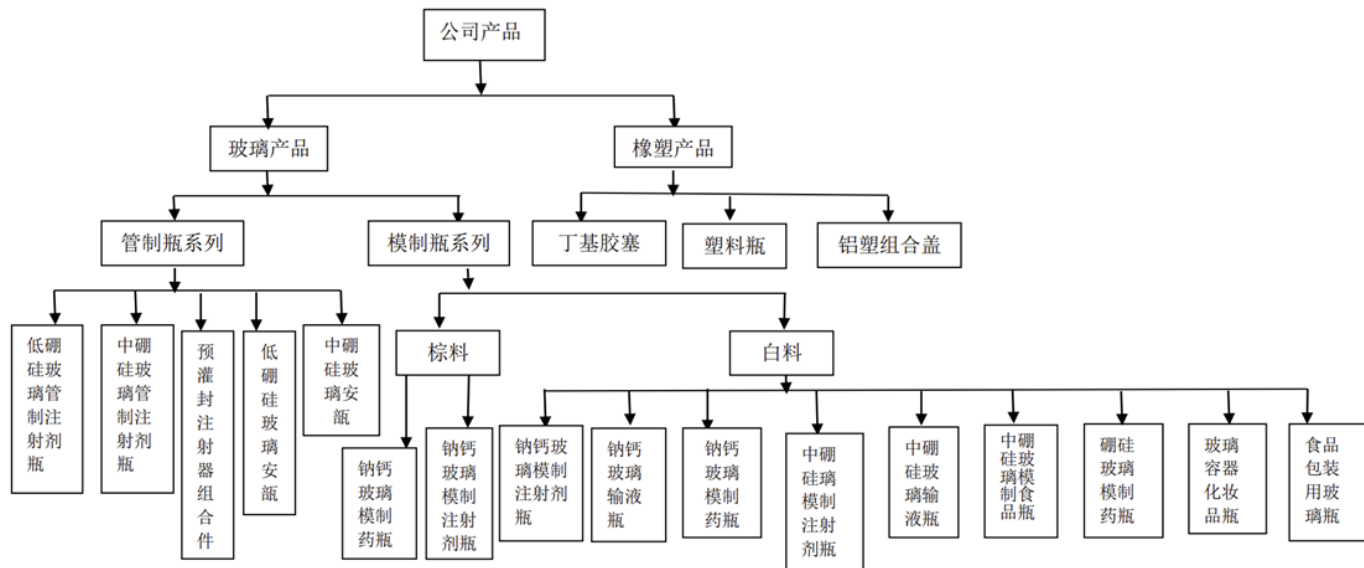 公司产品
玻璃产品
橡塑产品
管制瓶系列
模制瓶系列
丁基胶塞
塑料瓶
铝塑组合盖
低硼
硅玻
璃管
制注
射剂
瓶
中硼
硅玻
璃管
制注
射剂
瓶
预
灌
封
注
射
器
组
合
件
低
硼
硅
玻
璃
安
瓿
中硼
硅玻
璃安
瓿
棕料
白料
钠钙
玻璃
模制
药瓶
钠钙
玻璃
模制
注射
剂瓶
钠钙玻
璃模制
注射剂
瓶
钠钙
玻璃
输液
瓶
钠钙
玻璃
模制
药瓶
中硼
硅璃
模制
注射
剂瓶
中硼
硅玻
璃输
液瓶
中硼
硅玻
璃模
制食
品瓶
硼硅
玻璃
模制
药瓶
玻璃
容器
化妆
品瓶
食品
包装
用玻
璃瓶